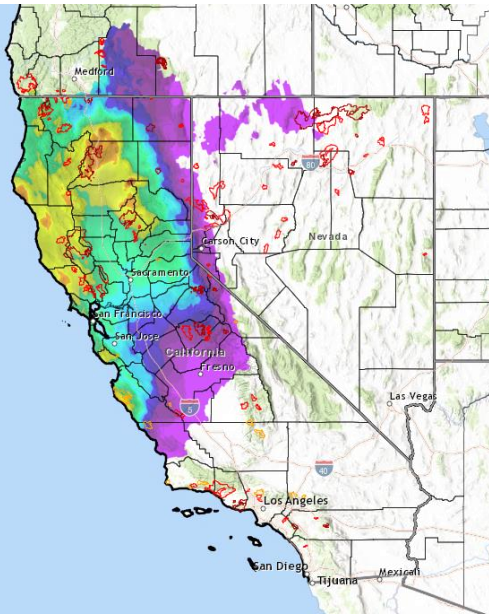 Medford
80
Nevada
Carson City
Sacramento
San Francisco
San Jose
California
Fresno
5
Las Vegas
40
Los Angeles
San Diego
Tijuana
Mexicali